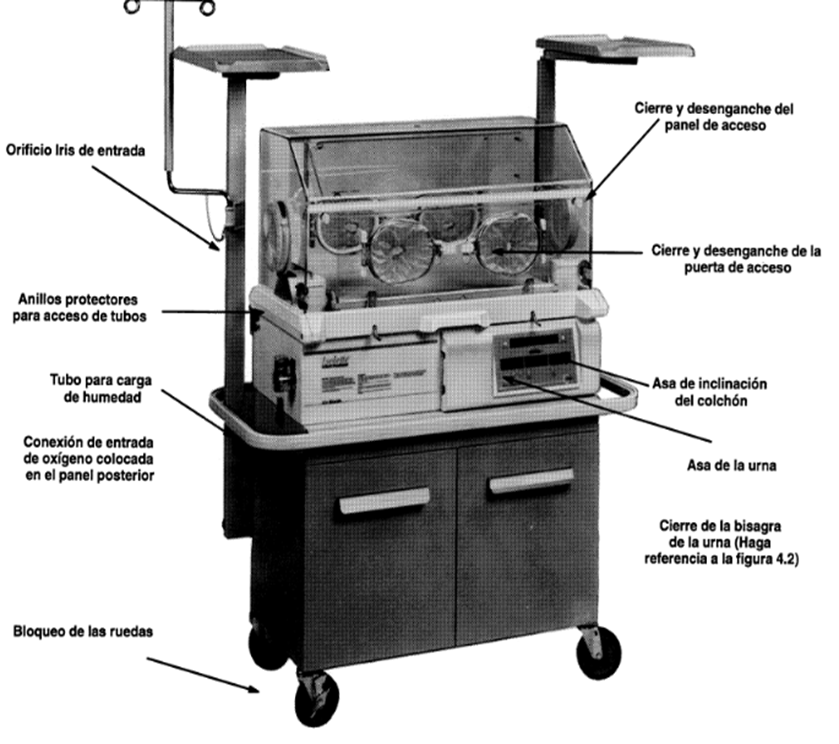 Cierre y desenganche del
panel de acceso
Orificio Iris de entrada
Cierre y desenganche de la
puerta de acceso
Anillos protectores
para acceso de tubos
Isolette
Tubo para carga
de humedad
Asa de inclinación
del colchón
Conexión de entrada
de oxígeno colocada
en el panel posterior
Asa de la urna
Cierre de la bisagra
de la urna (Haga
referencia a la figura 4.2)
Bloqueo de las ruedas